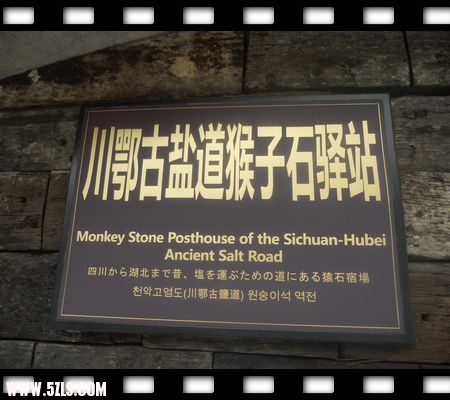 川鄂古盐道猴子石驿站
Monkey Stone Posthouse of the Sichuan-Hubei
Ancient Salt Road
四川から湖北まで昔、塩を運ぶための道にある猿石宿場
천악고염도(川鄂古鹽道) 원숭이석 역전
WWW.5ZLS.COM